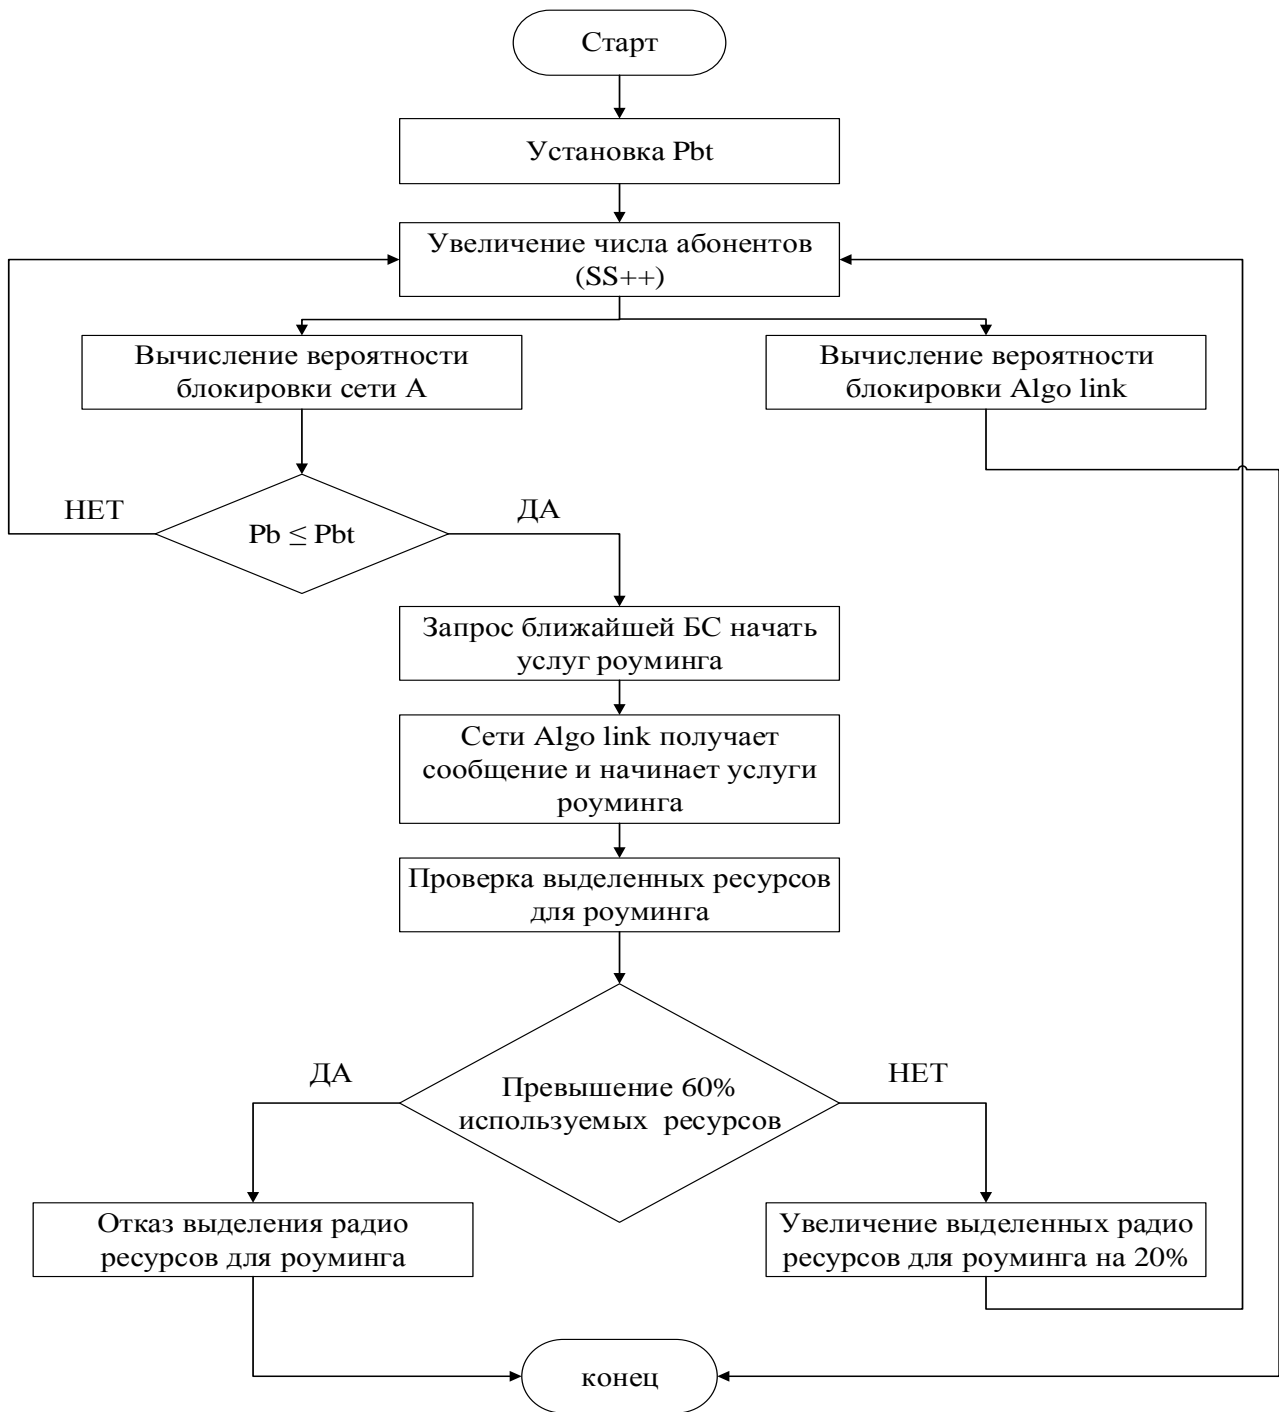 Старт
Установка Pbt
Увеличение числа абонентов
(SS++)
Вычисление вероятности
блокировки сети А
Вычисление вероятности
блокировки Algo link
НЕТ
ДА
Pb ≤ Pbt
Запрос ближайшей БС начать
услуг роуминга
Сети Algo link получает
сообщение и начинает услуги
роуминга
Проверка выделенных ресурсов
для роуминга
ДА
НЕТ
Превышение 60%
используемых ресурсов
Отказ выделения радио
ресурсов для роуминга
Увеличение выделенных радио
ресурсов для роуминга на 20%
конец